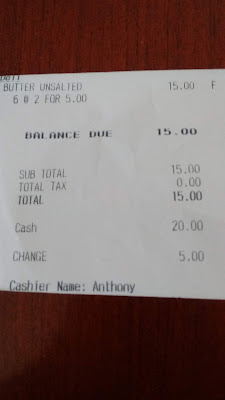 BUTTER UNSALTED 15.00 F
6 @ 2 FOR 5.00
BALANCE DUE 15.00
SUB TOTAL 15.00
TOTAL TAX 0.00
TOTAL 15.00
Cash 20.00
CHANGE 5.00
Cashier Name: Anthony